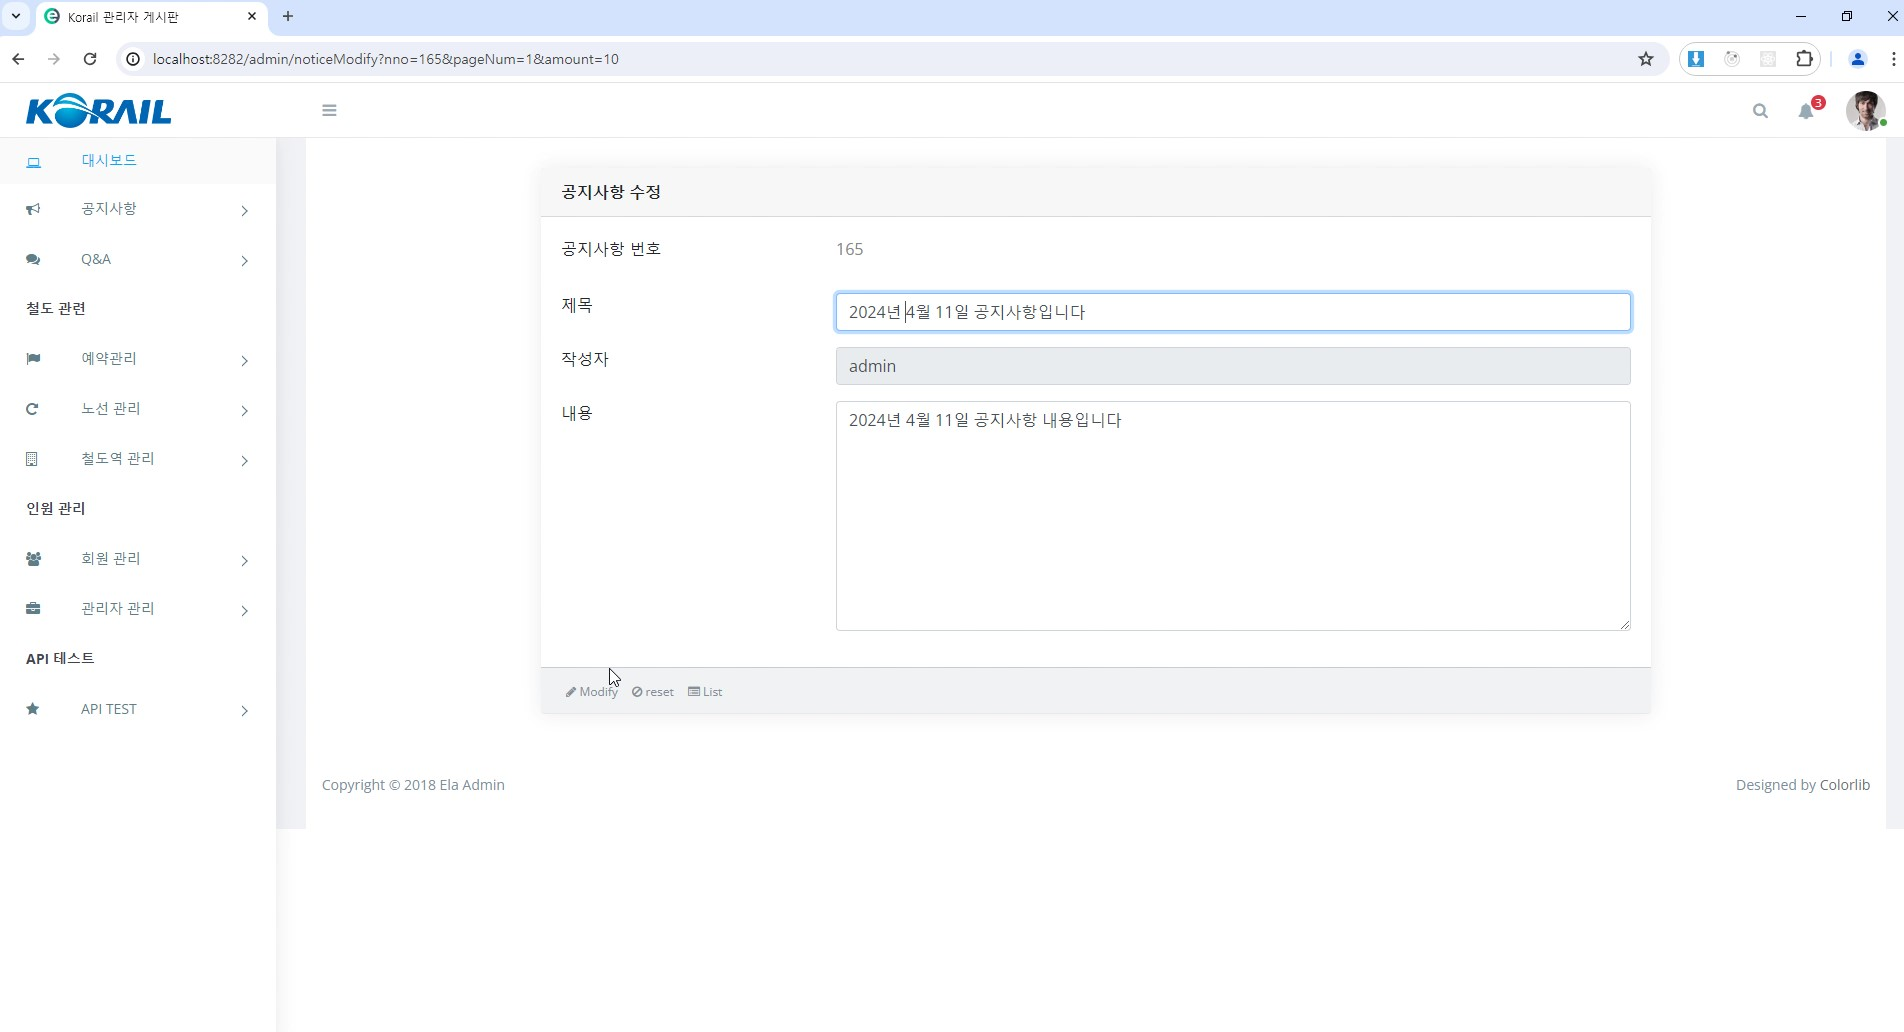 Korail 관리자 게시판
localhost:8282/admin/noticeModify?nno=165&pageNum=1&amount=10
KORAIL
3
대시보드
공지사항
Q&A
철도 관련
예약관리
노선 관리
철도역 관리
인원 관리
회원 관리
관리자 관리
API 테스트
API TEST
공지사항 수정
공지사항 번호 165
제목 2024년 4월 11일 공지사항입니다
작성자 admin
내용 2024년 4월 11일 공지사항 내용입니다
Modify reset List
Copyright © 2018 Ela Admin
Designed by Colorlib